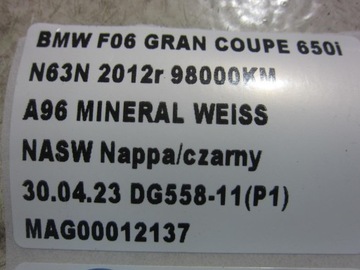 BMW F06 GRAN COUPE 650i
N63N 2012r 98000KM
A96 MINERAL WEISS
NASW Nappa/czarny
30.04.23 DG558-11(P1)
MAG00012137